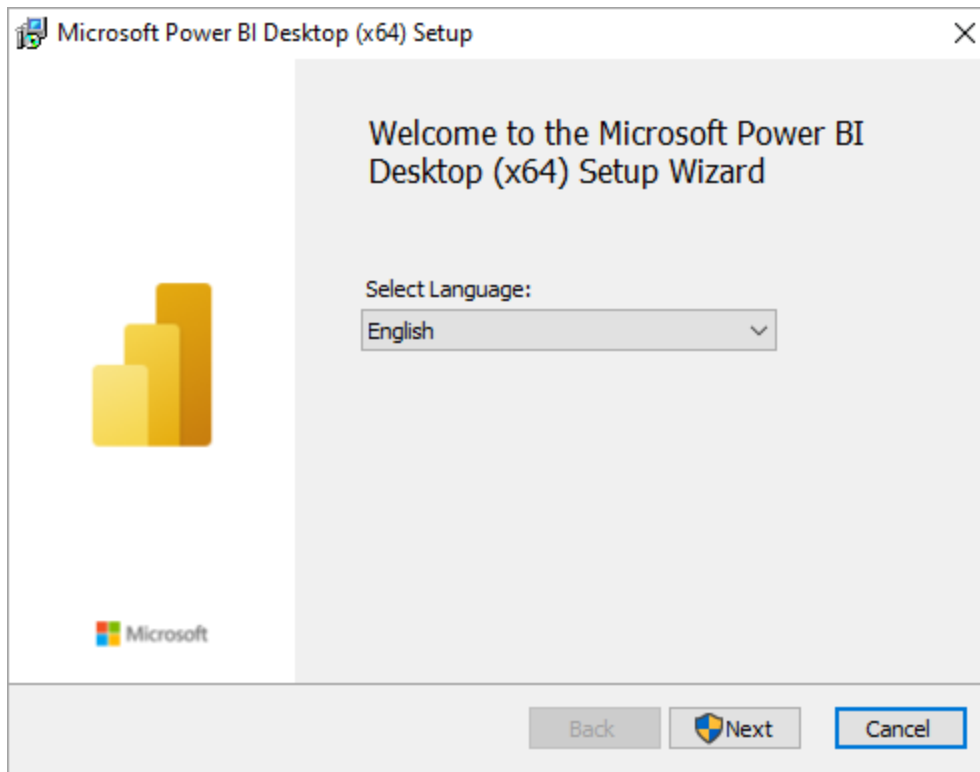 Microsoft Power BI Desktop (x64) Setup
Welcome to the Microsoft Power BI
Desktop (x64) Setup Wizard
Select Language:
English
Microsoft
Back
Next
Cancel